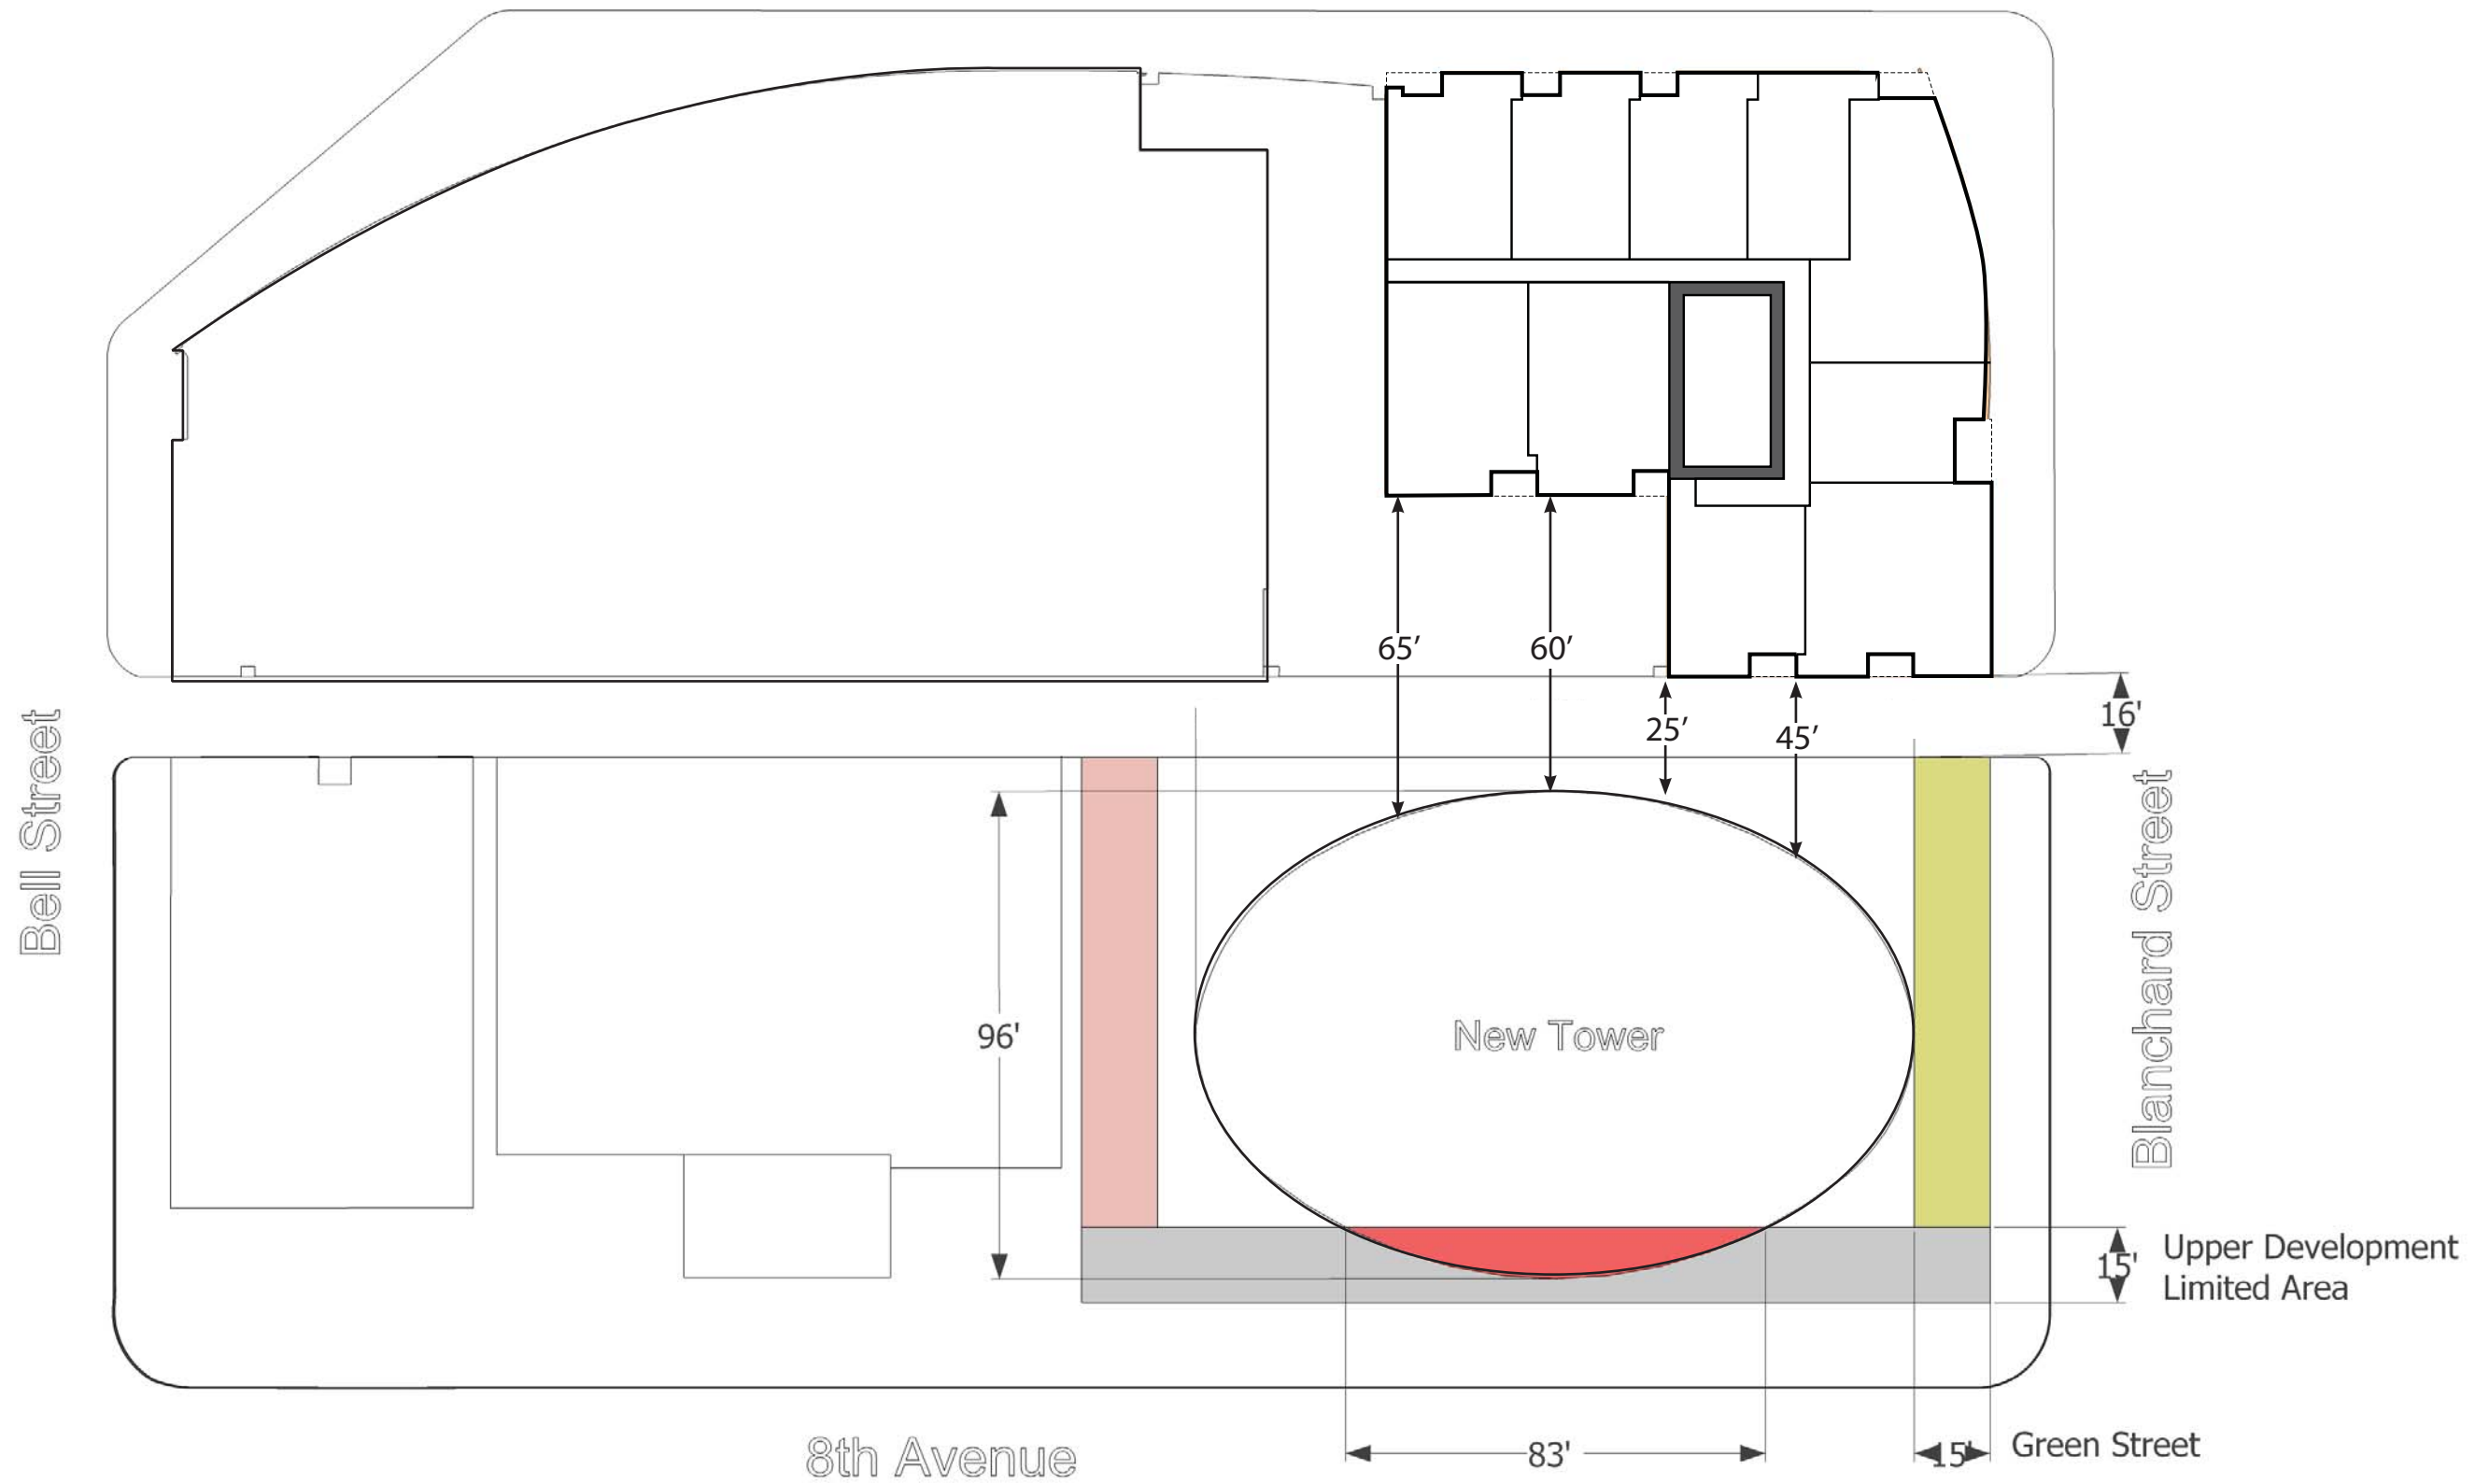 65’
60’
25’
45’
16'
Bell Street
Blanchard Street
96'
New Tower
15'
Upper Development
Limited Area
8th Avenue
83'
15'
Green Street